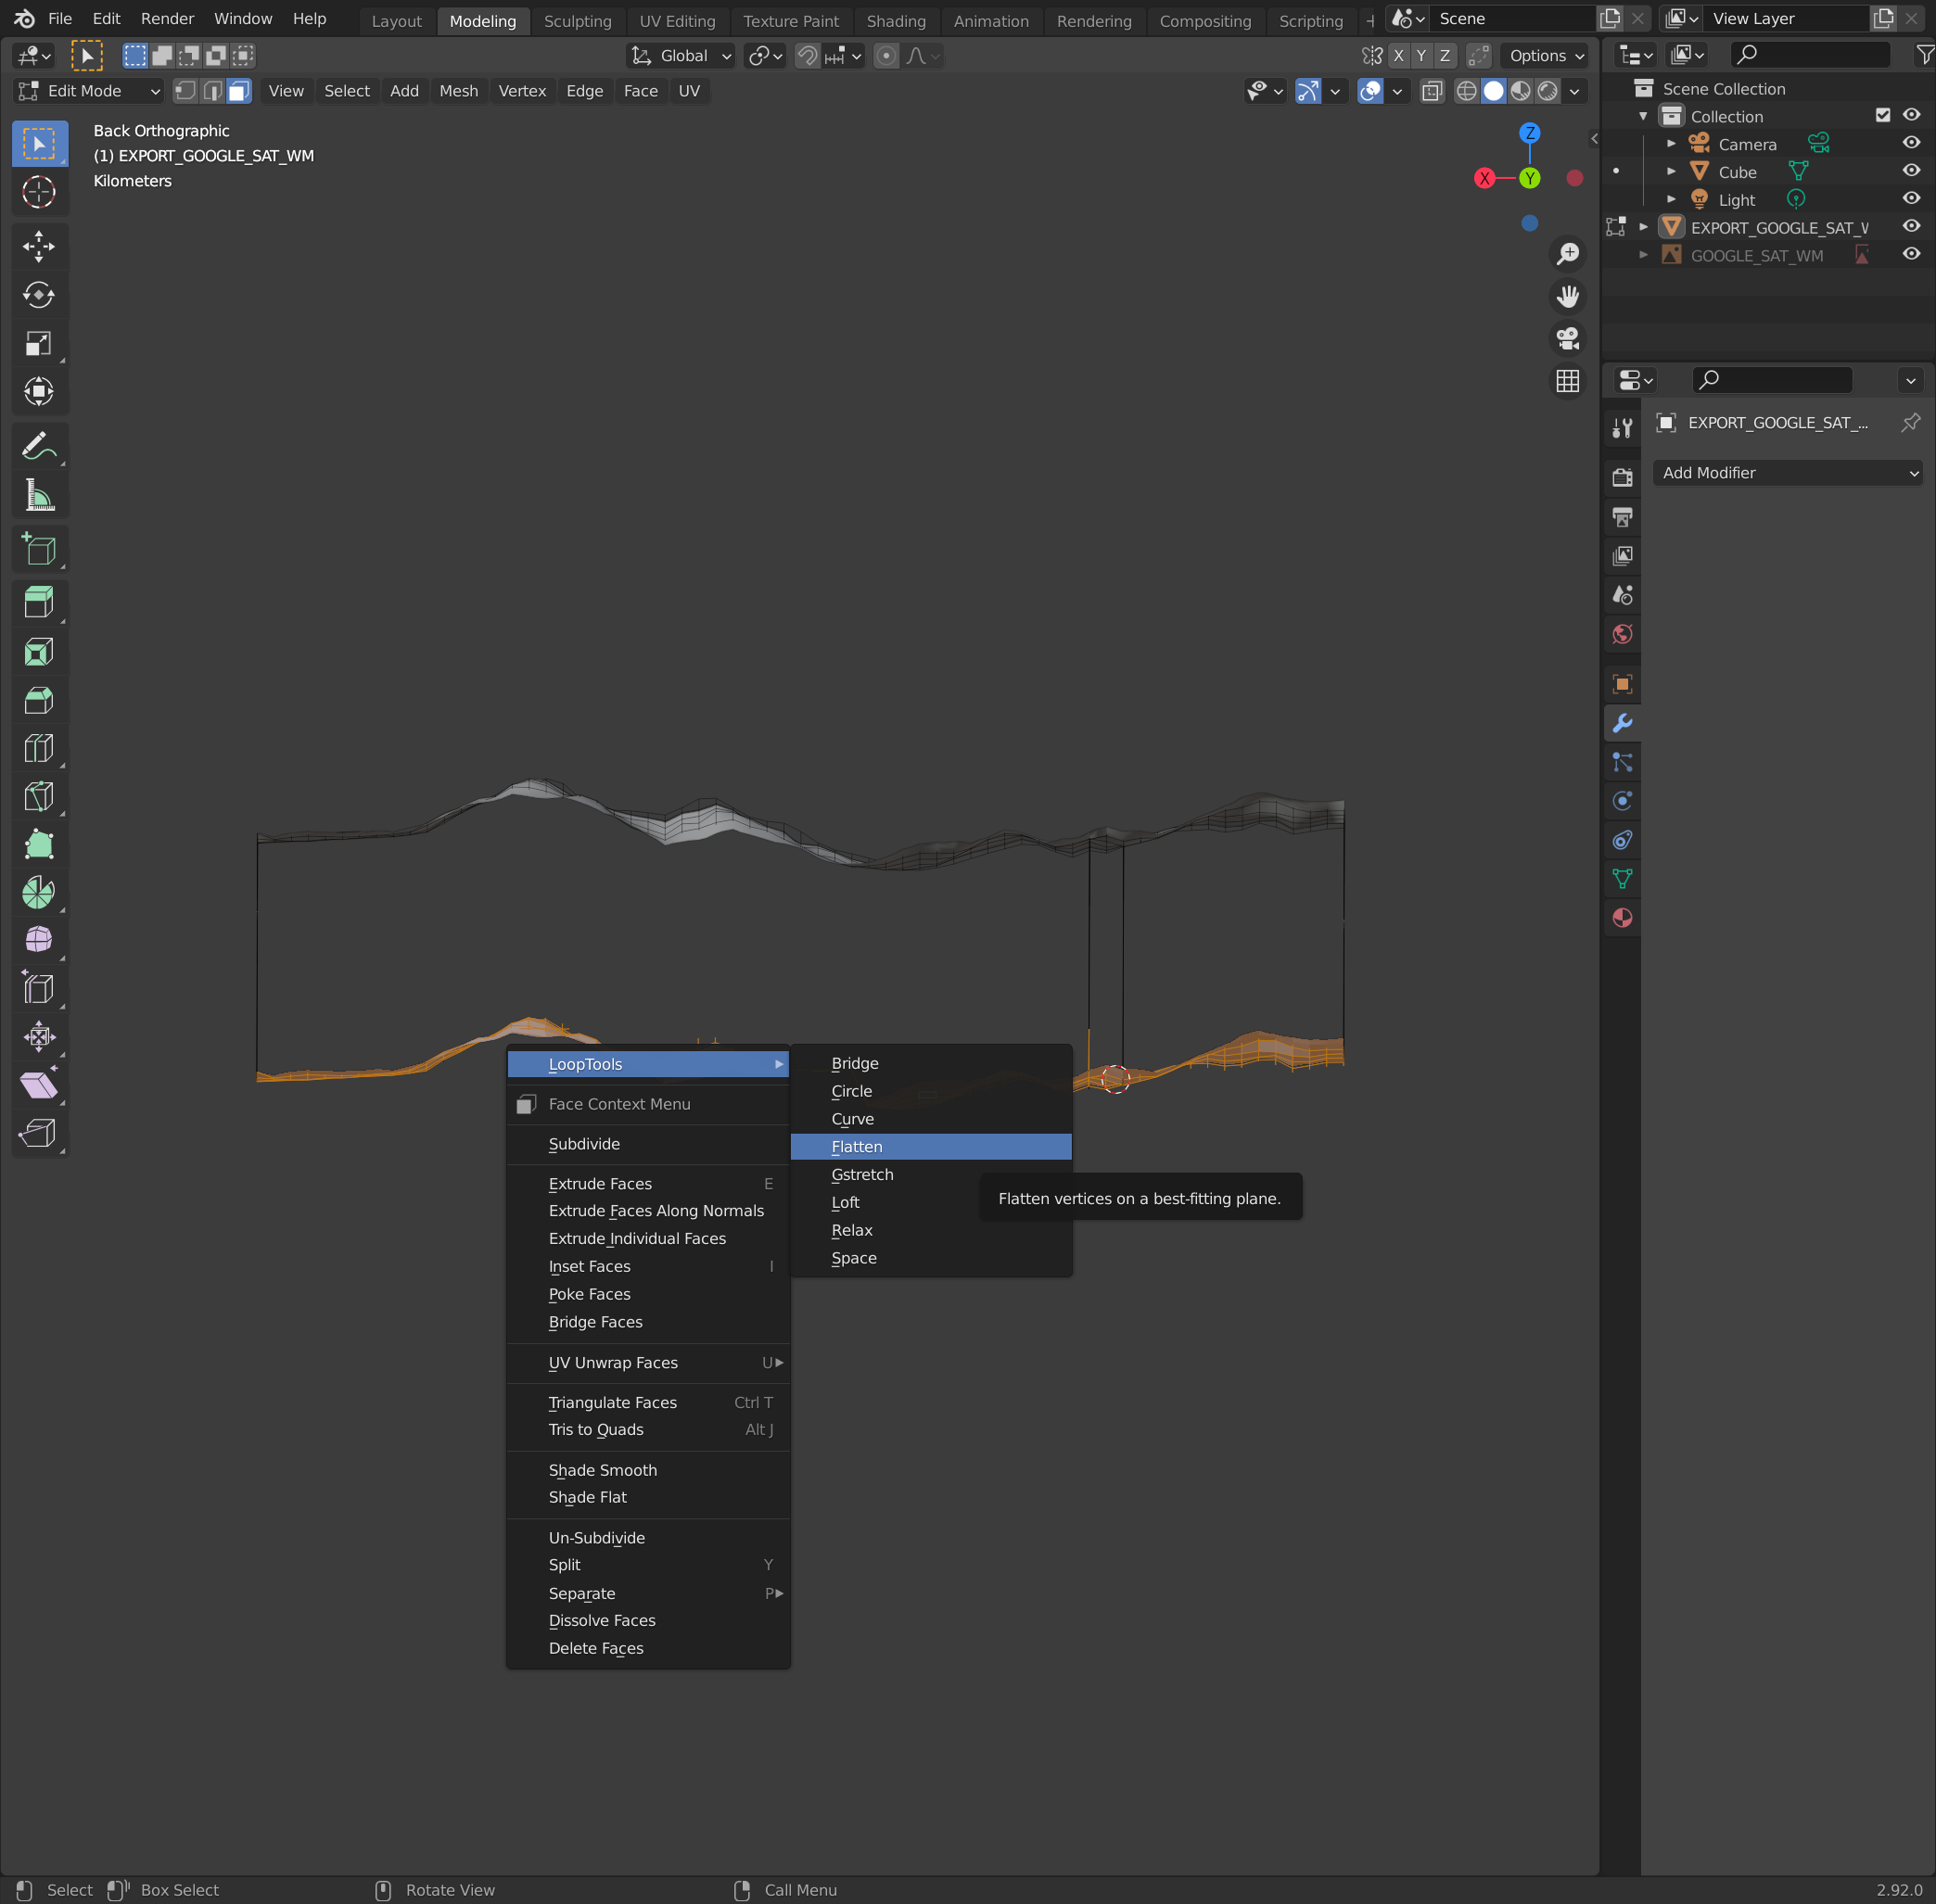 File Edit Render Window Help Layout Modeling Sculpting UV Editing Texture Paint Shading Animation Rendering Compositing Scripting + Scene View Layer
Global X Y Z Options
Edit Mode View Select Add Mesh Vertex Edge Face UV
Back Orthographic
(1) EXPORT_GOOGLE_SAT_WM
Kilometers
Z
X Y
Scene Collection
Collection
Camera
Cube
Light
EXPORT_GOOGLE_SAT_W
GOOGLE_SAT_WM
EXPORT_GOOGLE_SAT_...
Add Modifier
LoopTools
Face Context Menu
Subdivide
Extrude Faces E
Extrude Faces Along Normals
Extrude Individual Faces
Inset Faces I
Poke Faces
Bridge Faces
UV Unwrap Faces U
Triangulate Faces Ctrl T
Tris to Quads Alt J
Shade Smooth
Shade Flat
Un-Subdivide
Split Y
Separate P
Dissolve Faces
Delete Faces
Bridge
Circle
Curve
Flatten
Gstretch
Loft
Relax
Space
Flatten vertices on a best-fitting plane.
Select Box Select Rotate View Call Menu 2.92.0